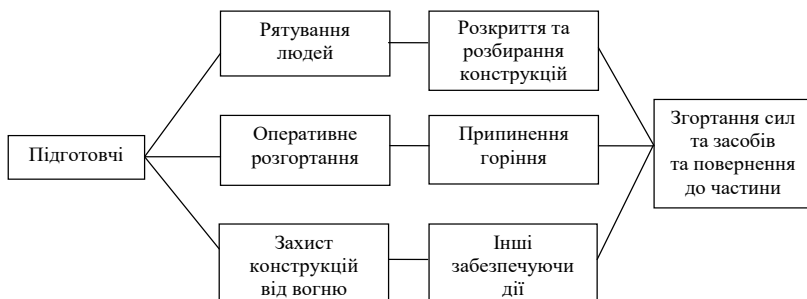 Підготовчі
Рятування
людей
Розкриття та
розбирання
конструкцій
Оперативне
розгортання
Припинення
горіння
Захист
конструкцій
від вогню
Інші
забезпечуючи
дії
Згортання сил
та засобів
та повернення
до частини